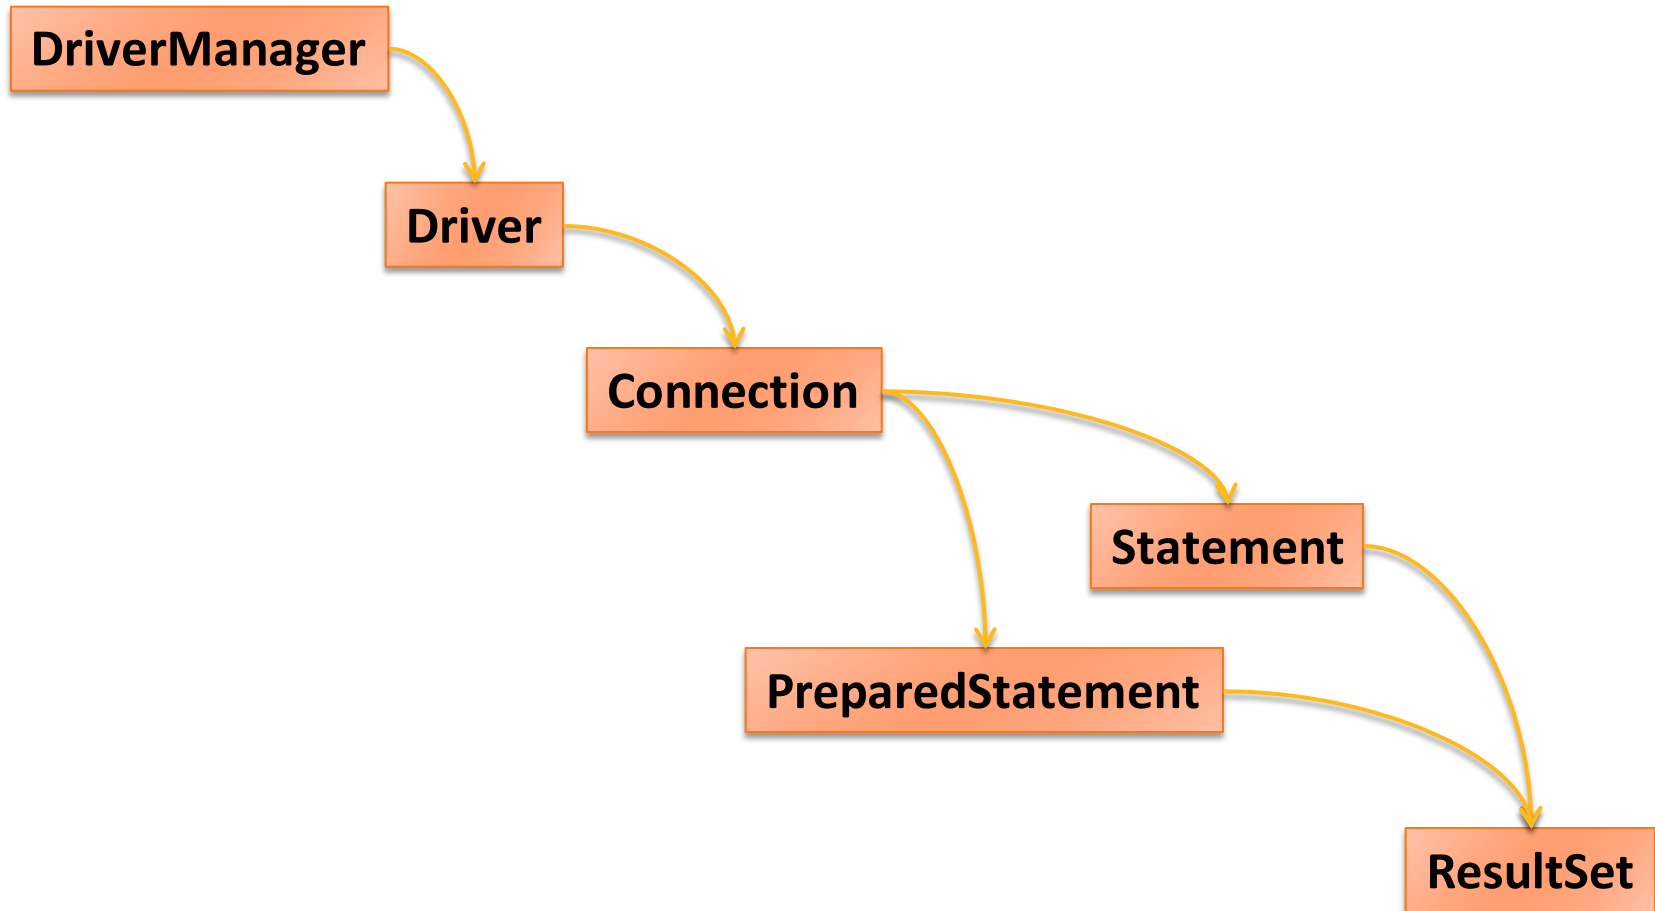 DriverManager
Driver
Connection
Statement
PreparedStatement
ResultSet